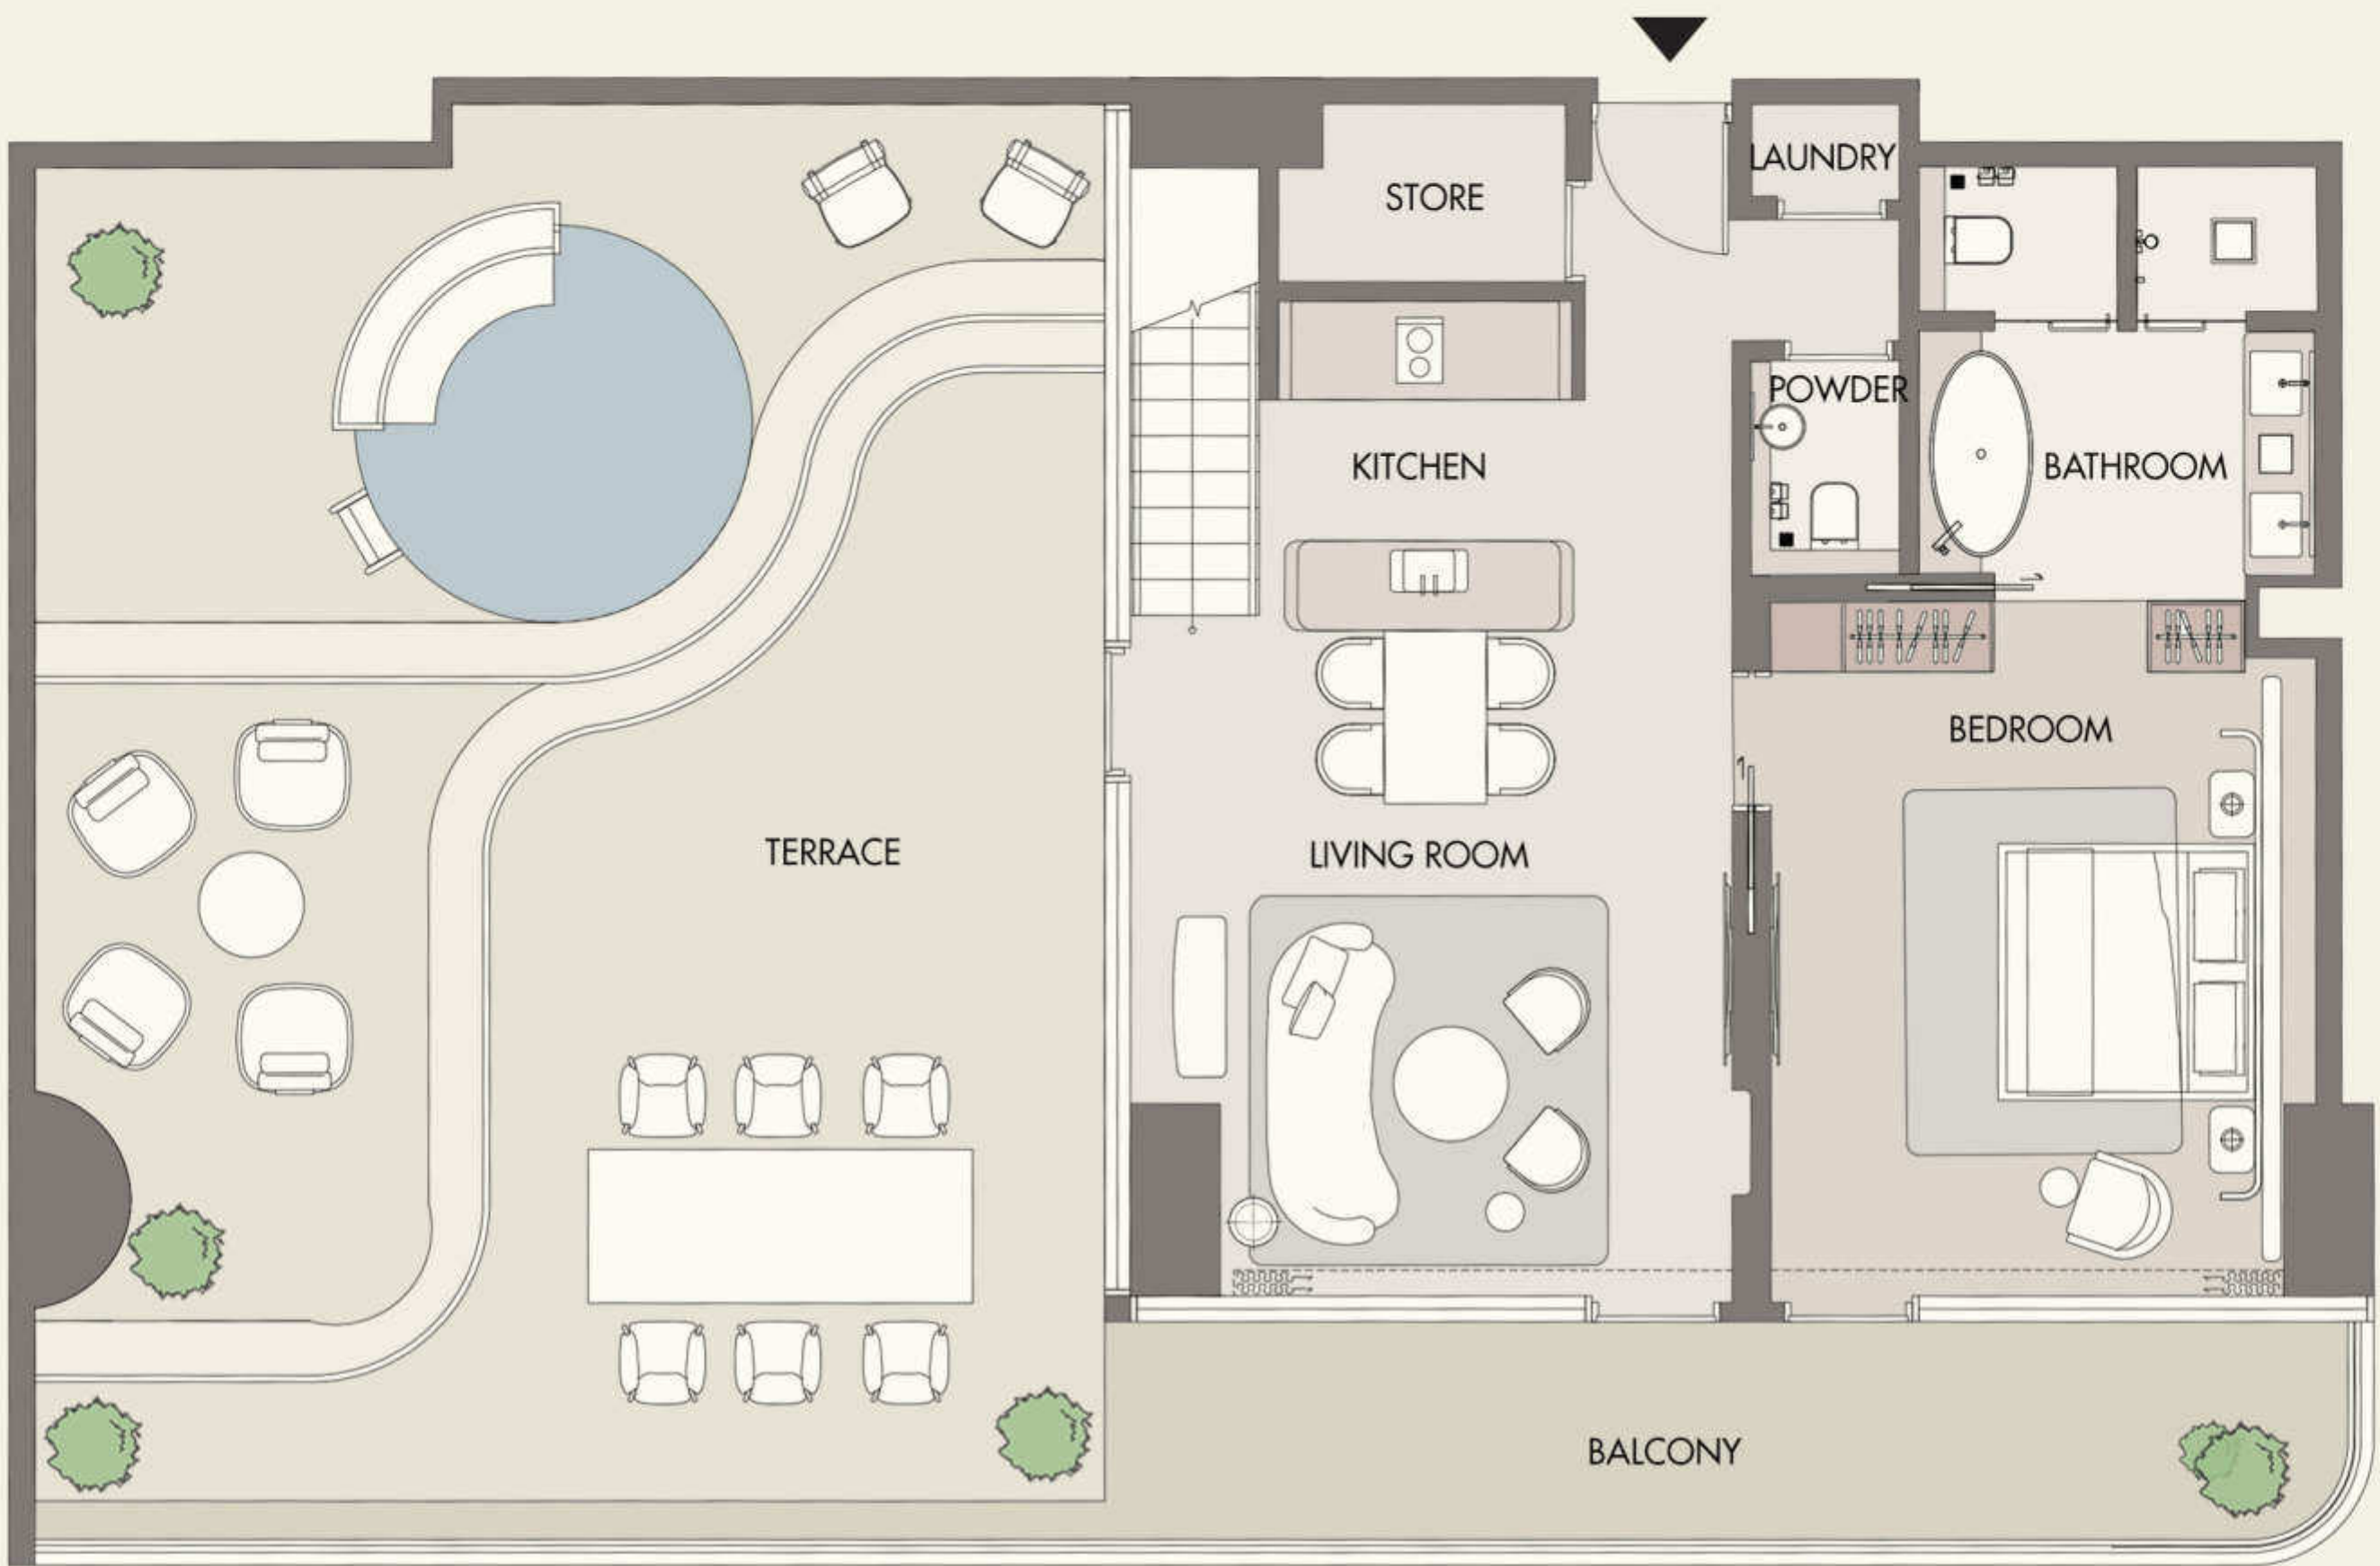 LAUNDRY
STORE
POWDER
KITCHEN
BATHROOM
BEDROOM
TERRACE
LIVING ROOM
BALCONY